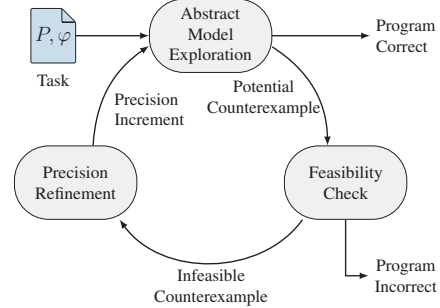 P, φ
Task
Abstract
Model
Exploration
Program
Correct
Potential
Counterexample
Precision
Increment
Precision
Refinement
Feasibility
Check
Infeasible
Counterexample
Program
Incorrect